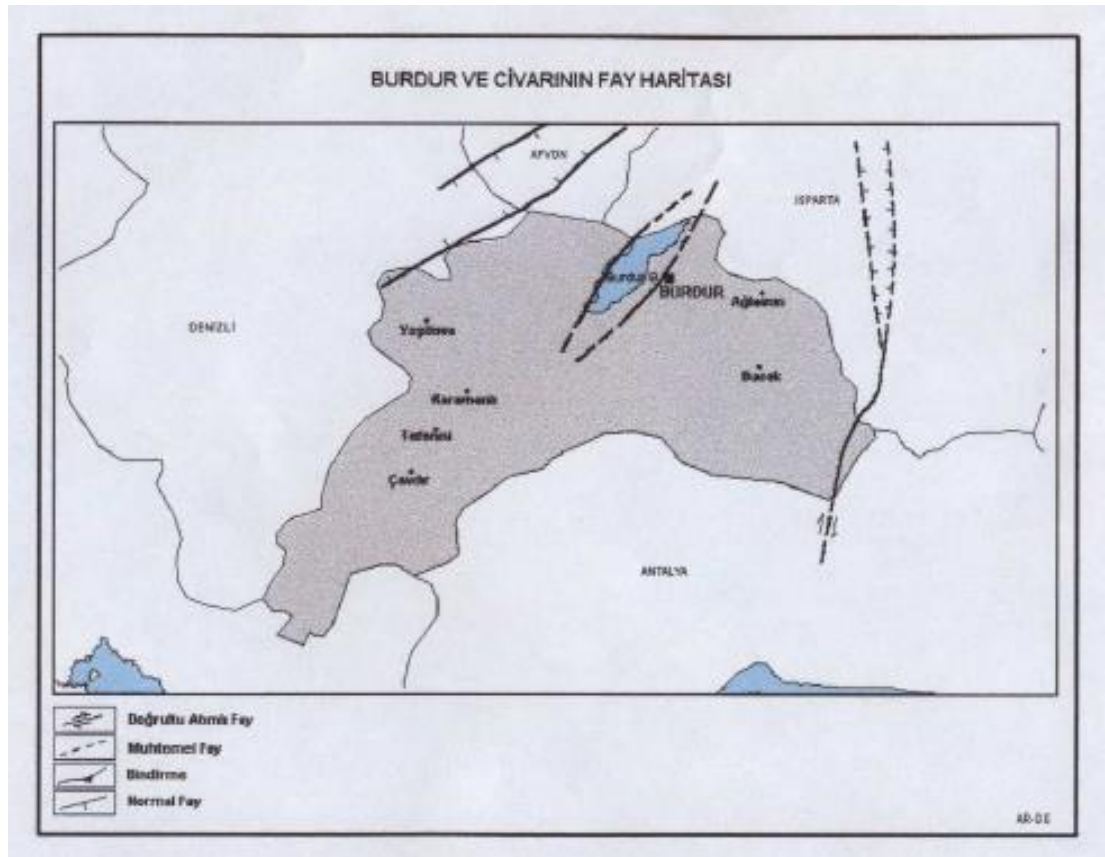 BURDUR VE CİVARININ FAY HARİTASI
AFYON
ISPARTA
Burdur G.
BURDUR
Ağlasun
DENİZLİ
Yeşilova
Bucak
Karamanlı
Tefenni
Çavdır
ANTALYA
Doğrultu Atımlı Fay
Muhtemel Fay
Bindirme
Normal Fay
AR-DE